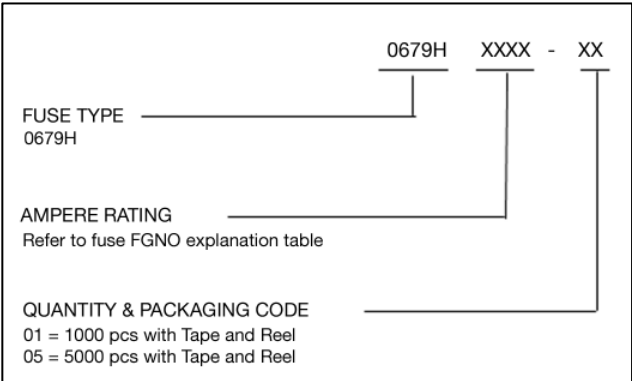 0679H XXXX - XX
FUSE TYPE
0679H
AMPERE RATING
Refer to fuse FGNO explanation table
QUANTITY & PACKAGING CODE
01 = 1000 pcs with Tape and Reel
05 = 5000 pcs with Tape and Reel